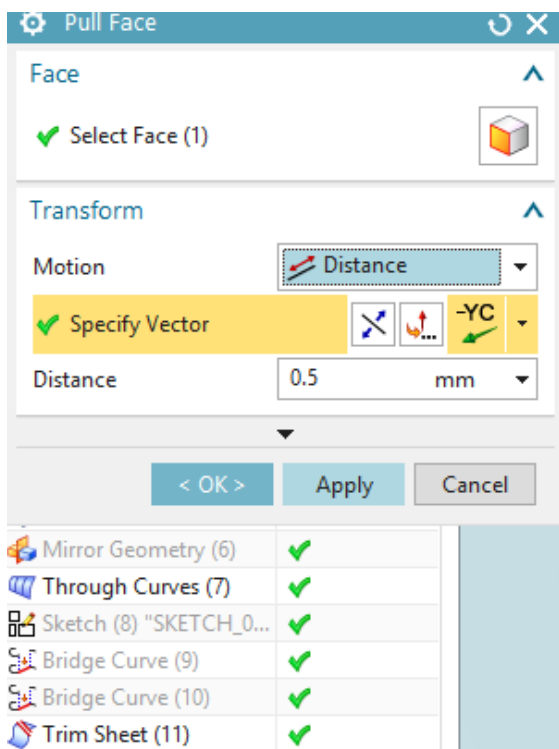 Pull Face
Face
Select Face (1)
Transform
Motion Distance
Specify Vector -YC
Distance 0.5 mm
< OK > Apply Cancel
Mirror Geometry (6)
Through Curves (7)
Sketch (8) "SKETCH_0...
Bridge Curve (9)
Bridge Curve (10)
Trim Sheet (11)